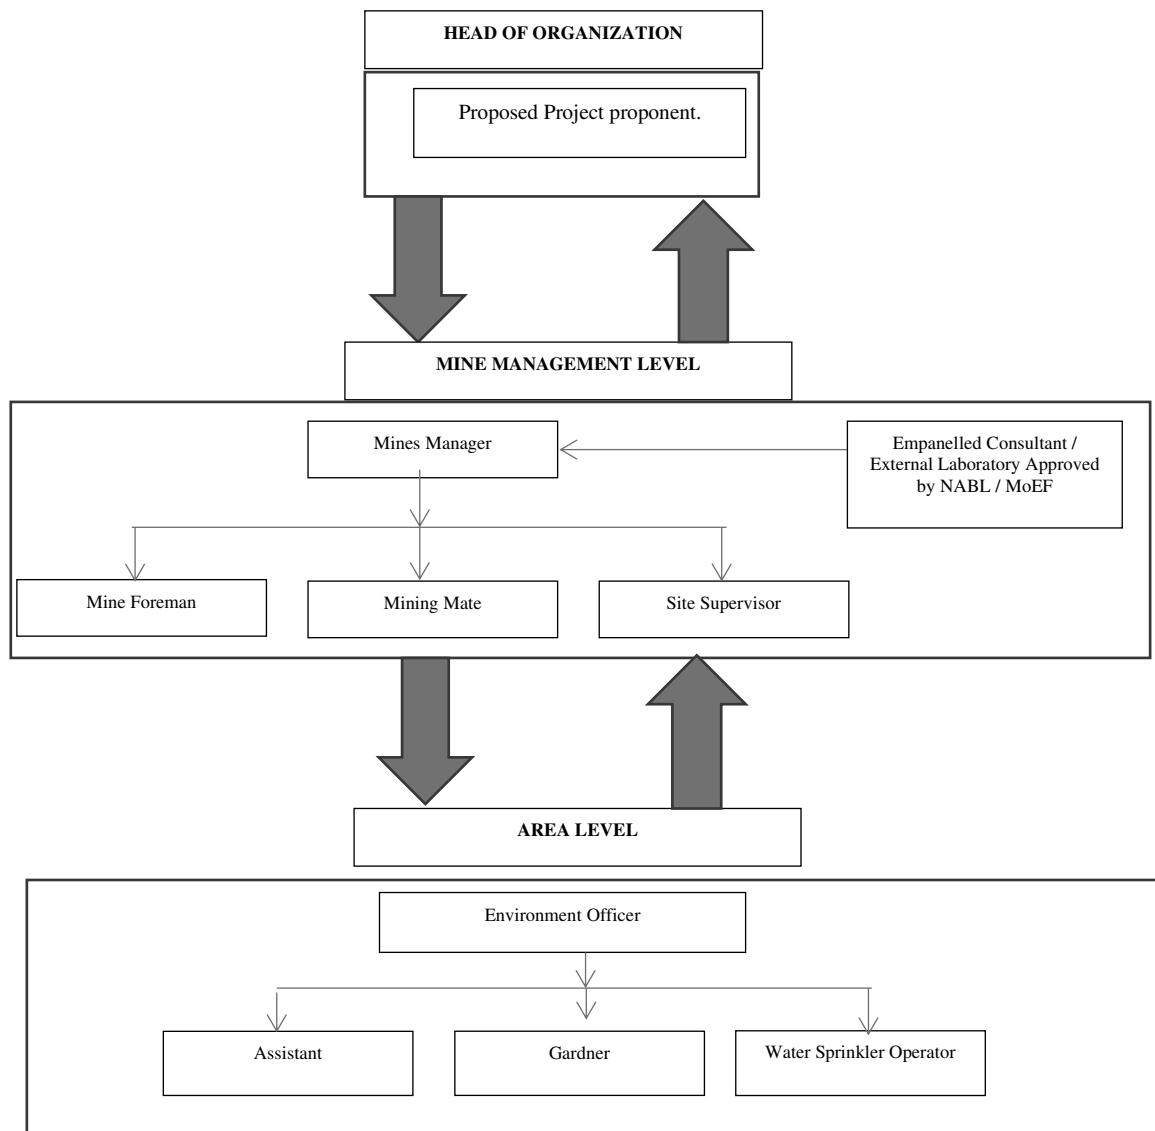 HEAD OF ORGANIZATION
Proposed Project proponent.
MINE MANAGEMENT LEVEL
Mines Manager
Empanelled Consultant /
External Laboratory Approved
by NABL / MoEF
Mine Foreman
Mining Mate
Site Supervisor
AREA LEVEL
Environment Officer
Assistant
Gardner
Water Sprinkler Operator